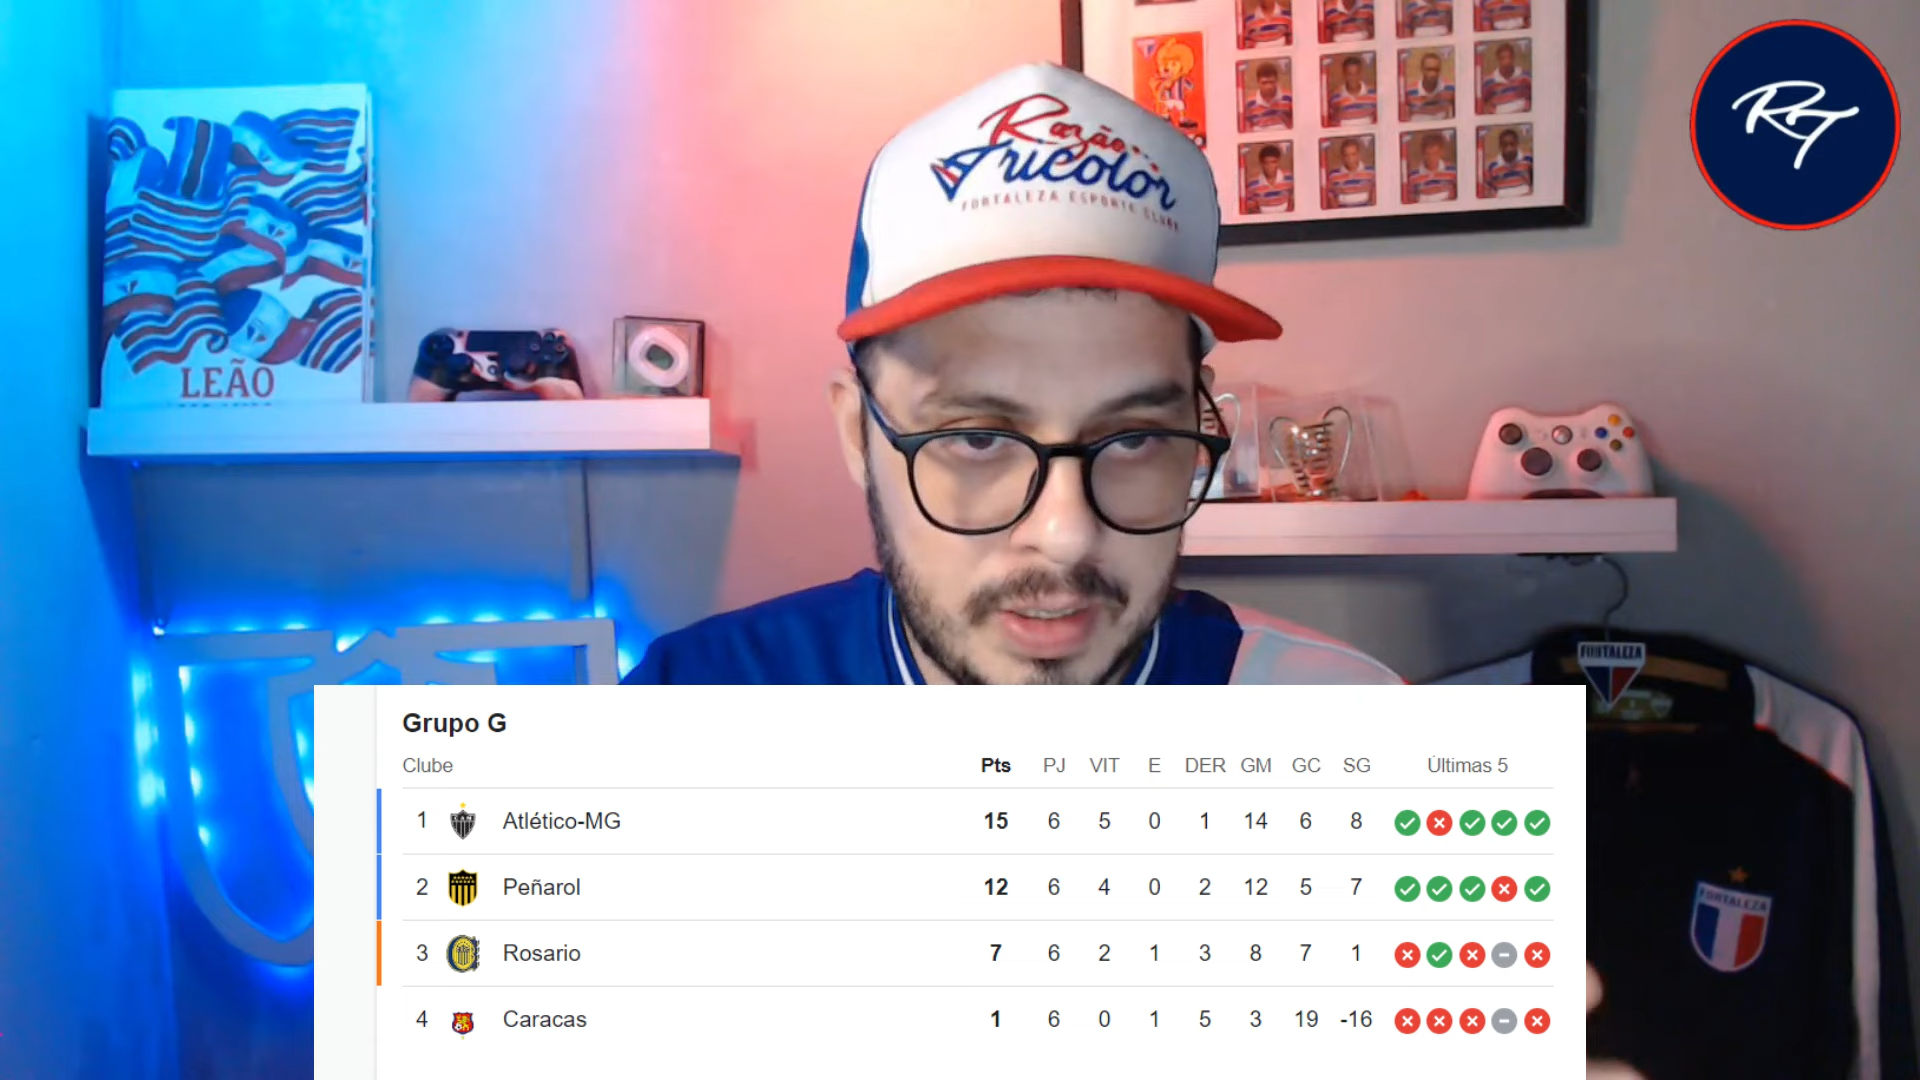 RT
Razão
Tricolor
FORTALEZA ESPORTE CLUBE
LEÃO
FORTALEZA
FORTALEZA
Grupo G
Clube Pts PJ VIT E DER GM GC SG Últimas 5
1 Atlético-MG 15 6 5 0 1 14 6 8
2 Peñarol 12 6 4 0 2 12 5 7
3 Rosario 7 6 2 1 3 8 7 1
4 Caracas 1 6 0 1 5 3 19 -16